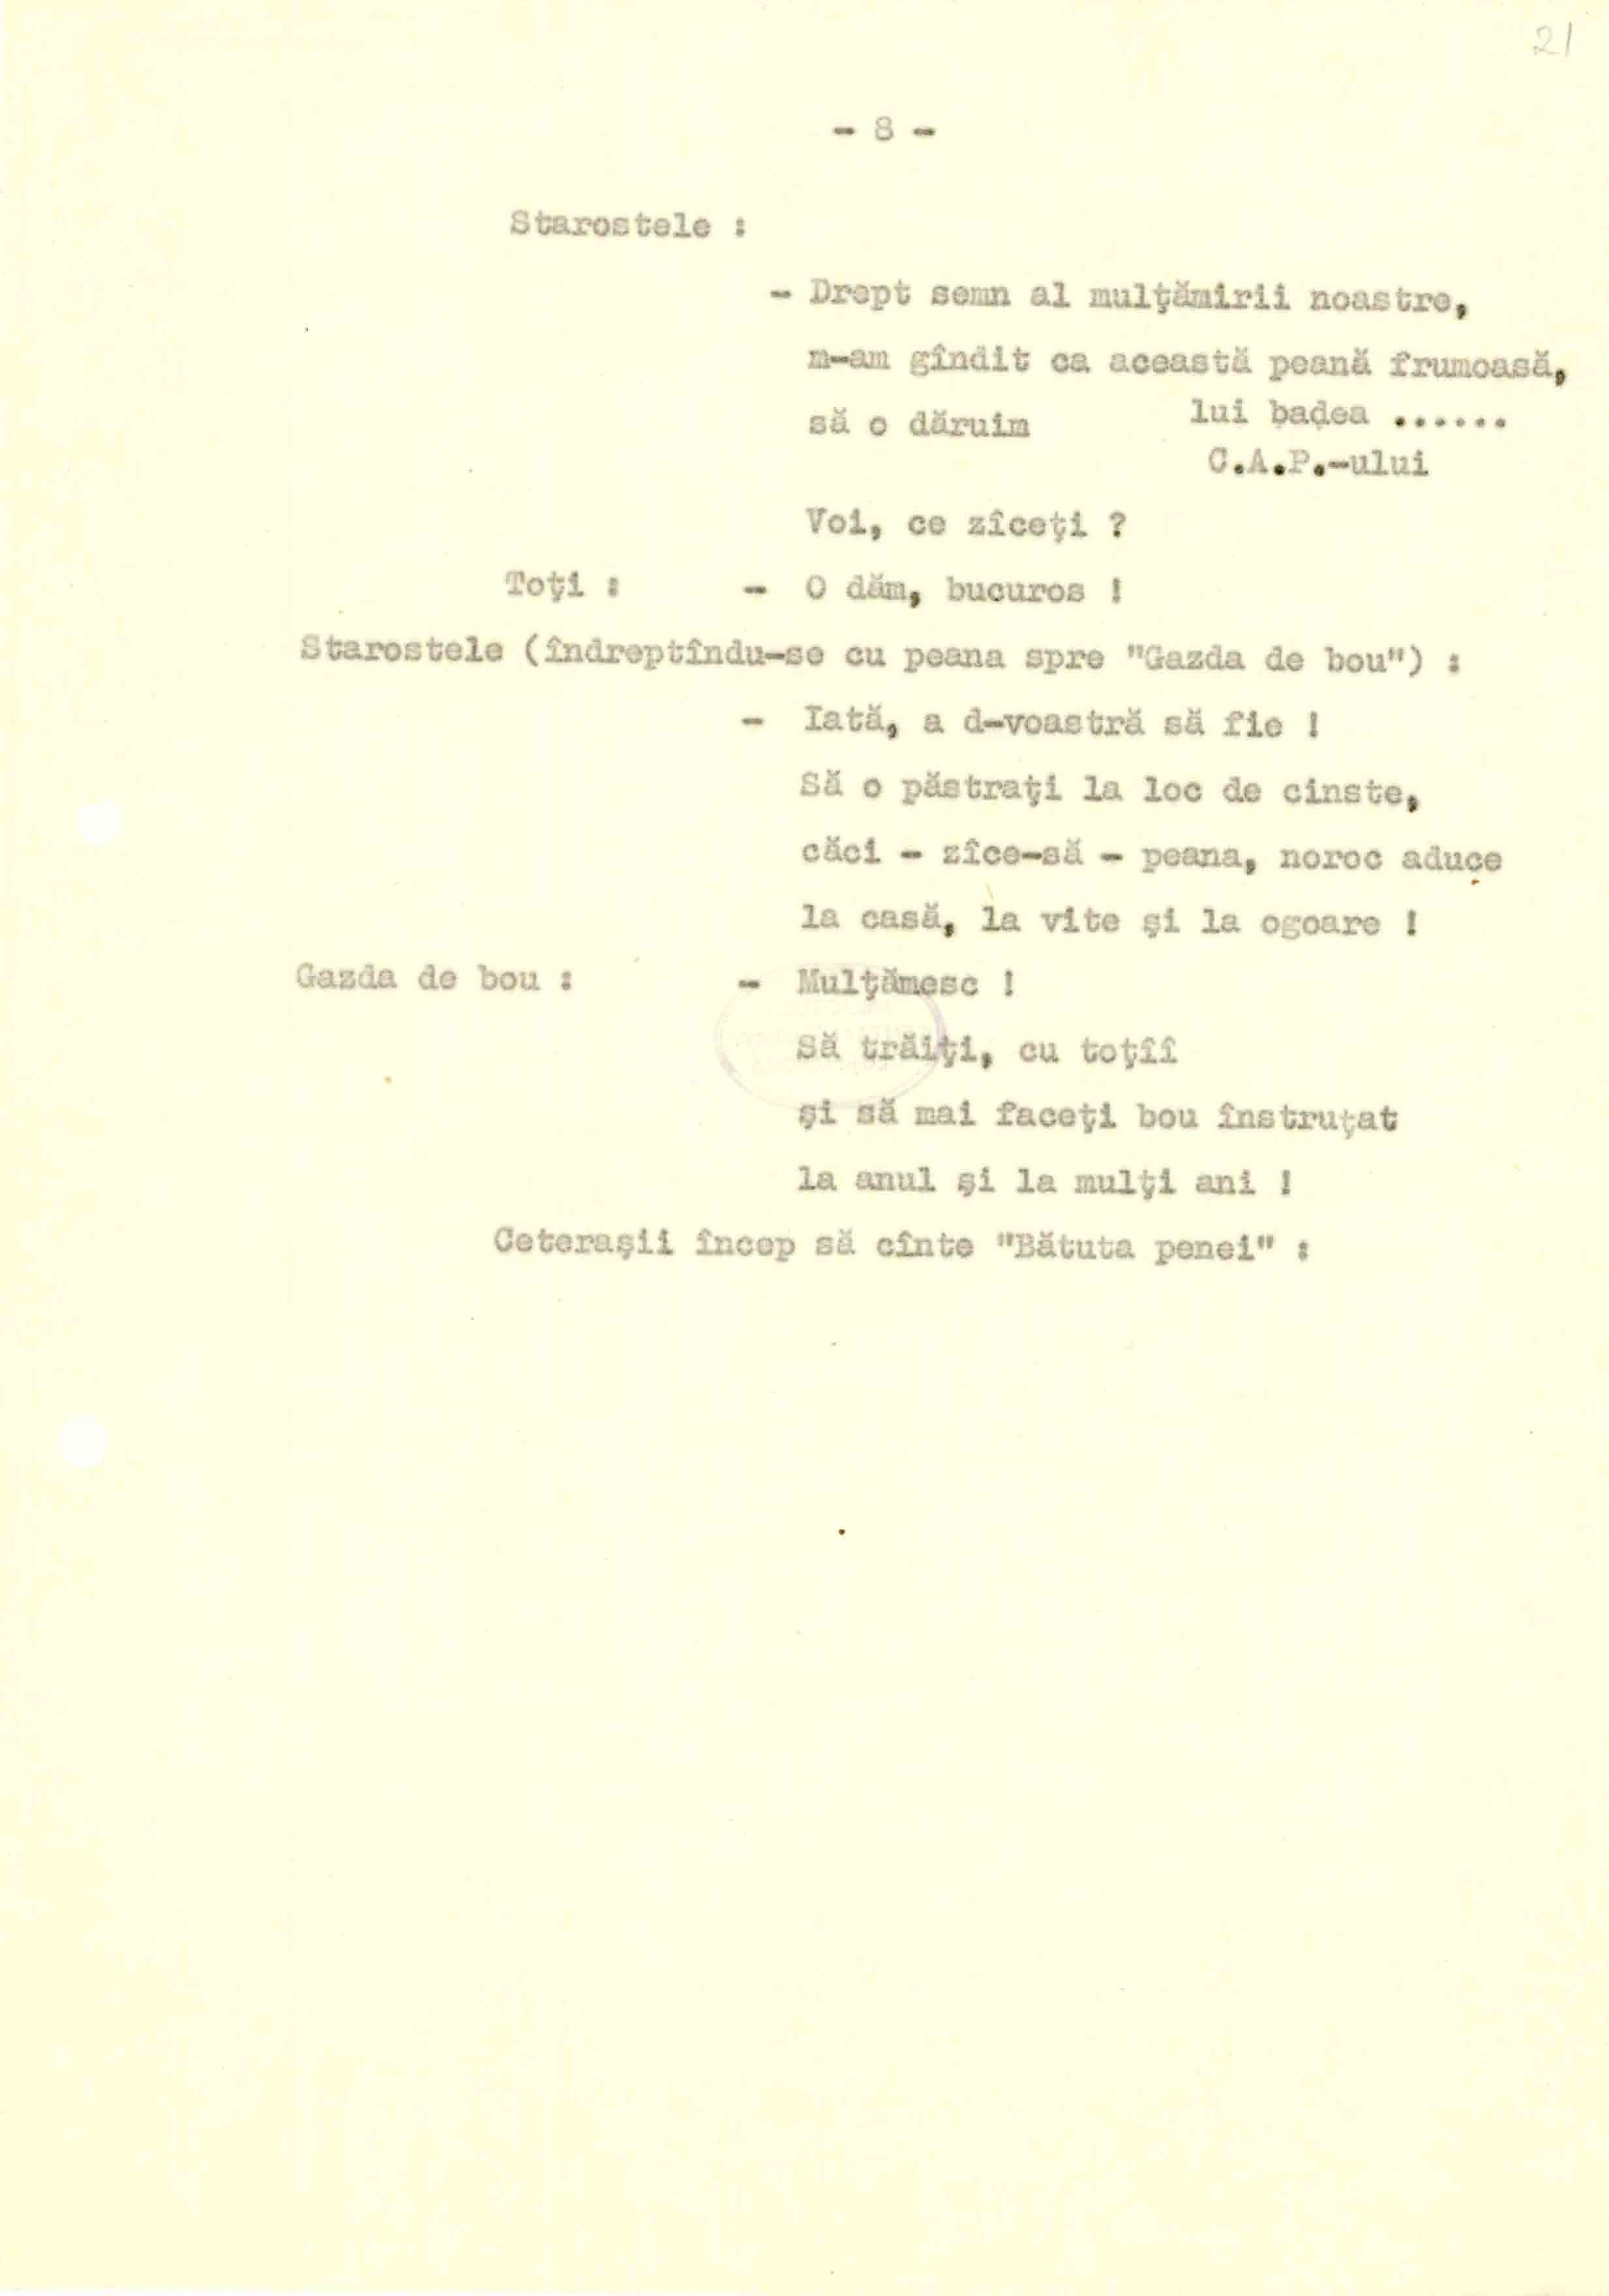 21
- 8 -
Starostele :
- Drept semn al mulţămirii noastre,
m-am gîndit ca această peană frumoasă,
să o dăruim lui badea ......
C.A.P.-ului
Voi, ce zîceţi ?
Toţi : - O dăm, bucuros !
Starostele (îndreptîndu-se cu peana spre "Gazda de bou") :
- Iată, a d-voastră să fie !
Să o păstraţi la loc de cinste,
căci - zîce-să - peana, noroc aduce
la casă, la vite şi la ogoare !
Gazda de bou : - Mulţămesc !
Să trăiţi, cu toţîî
şi să mai faceţi bou înstruţat
la anul şi la mulţi ani !
Ceteraşii încep să cînte "Bătuta penei" :